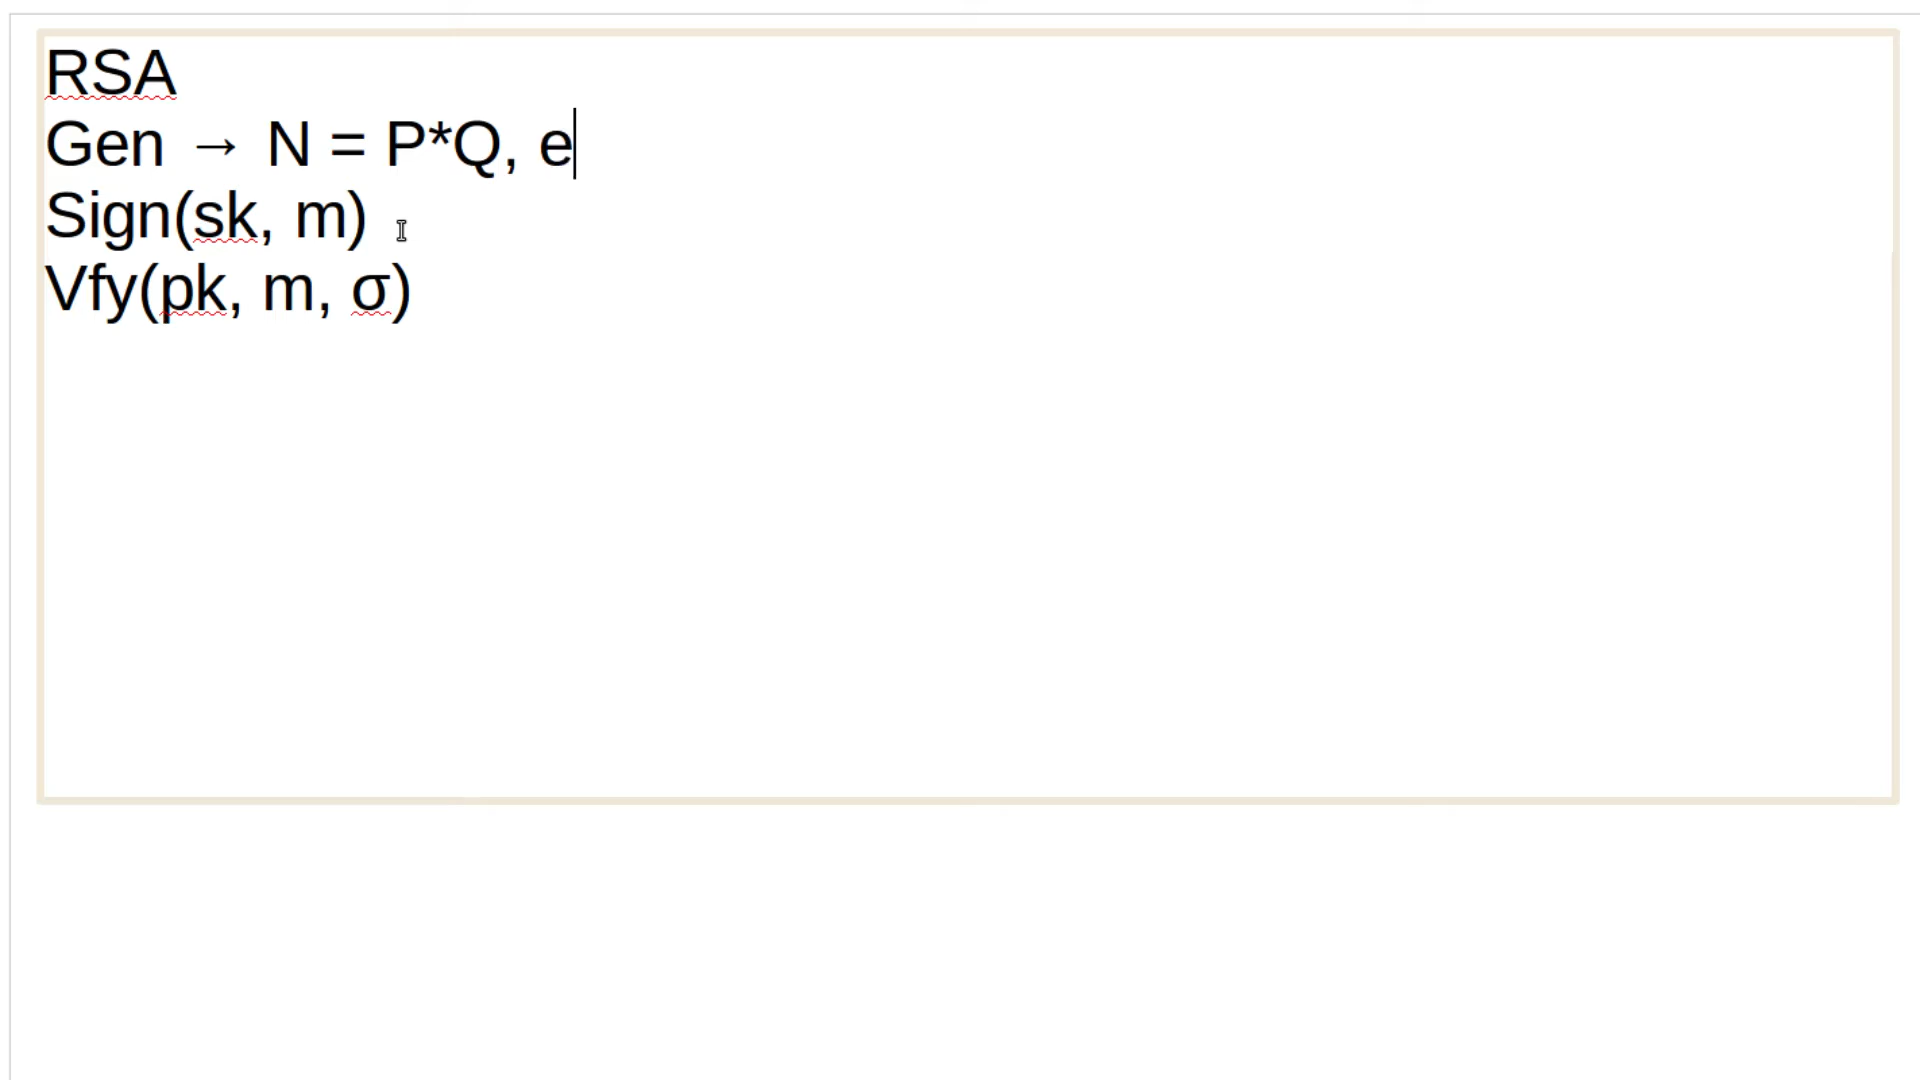 RSA
Gen → N = P*Q, e
Sign(sk, m)
Vfy(pk, m, σ)